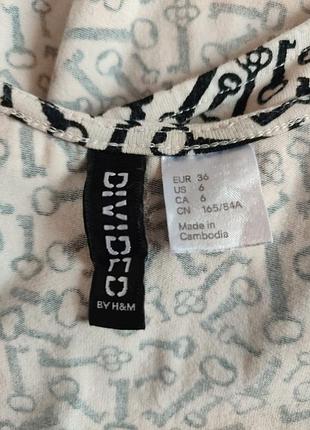 DIVIDED
BY H&M
EUR 36
US 6
CA 6
CN 165/84A
Made in
Cambodia